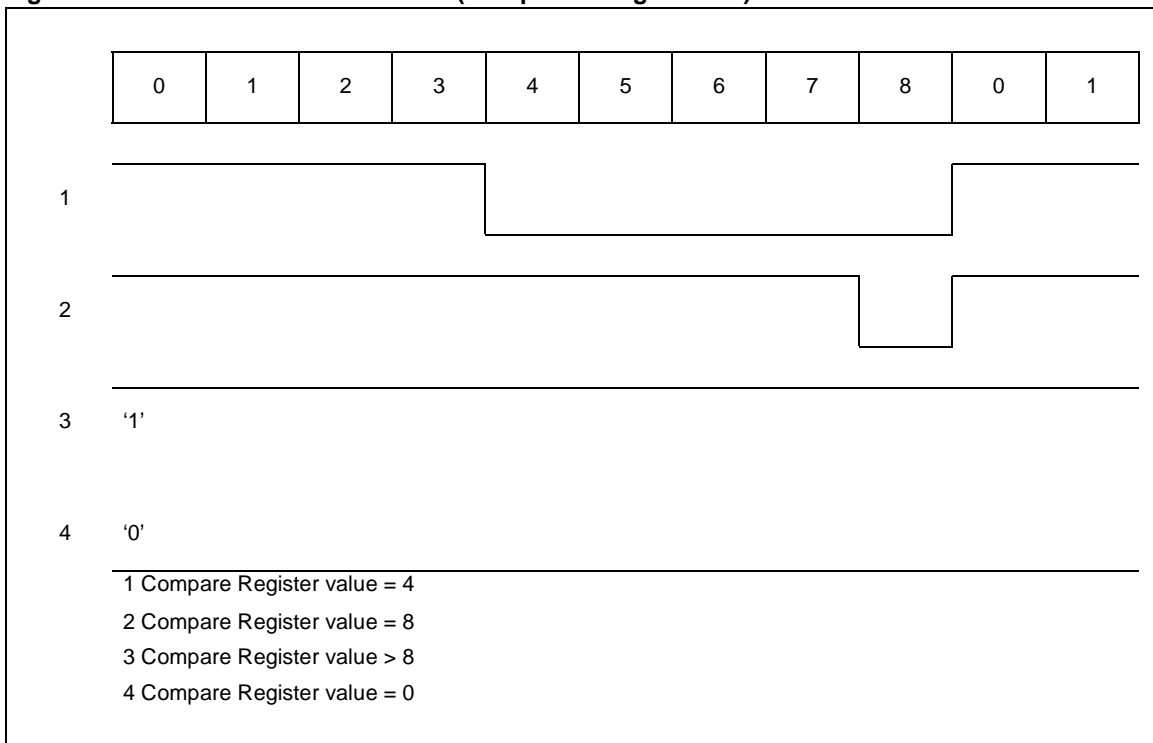 0 1 2 3 4 5 6 7 8 0 1
1
2
3 ‘1’
4 ‘0’
1 Compare Register value = 4
2 Compare Register value = 8
3 Compare Register value > 8
4 Compare Register value = 0